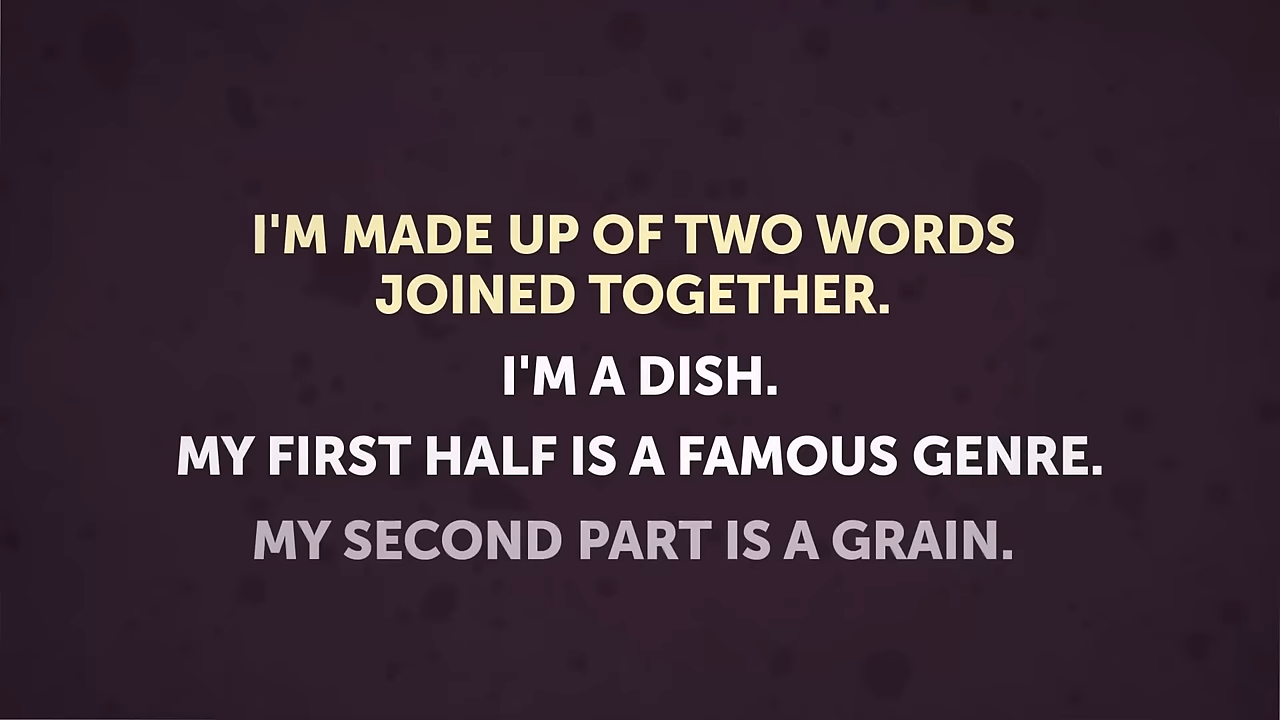 I'M MADE UP OF TWO WORDS
JOINED TOGETHER.
I'M A DISH.
MY FIRST HALF IS A FAMOUS GENRE.
MY SECOND PART IS A GRAIN.